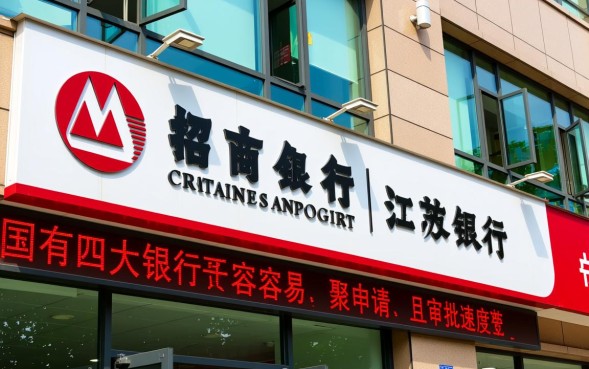 招商银行 | 江苏银行
CRITAINES ANPOGIRT
国有四大银行开容容易、聚申请、且审批速度